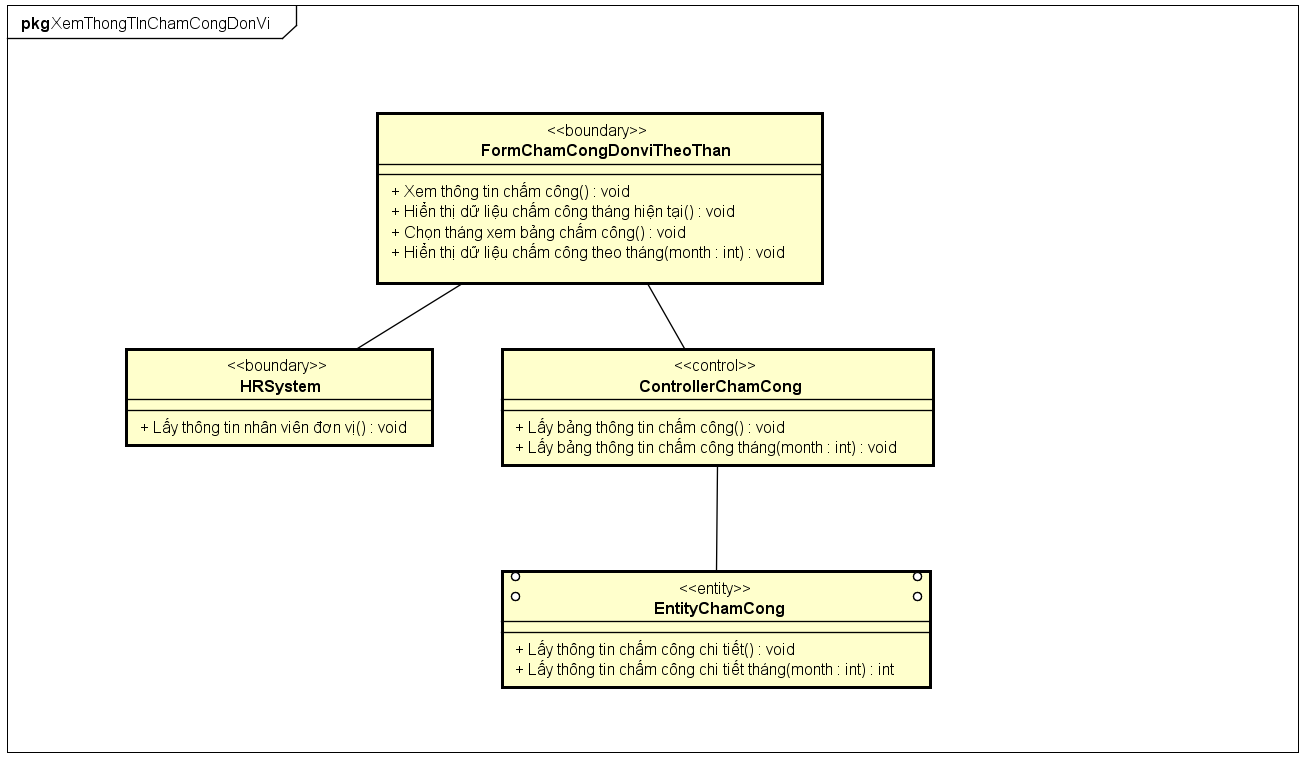 pkg XemThongTInChamCongDonVi
<<boundary>>
FormChamCongDonviTheoThan
+ Xem thông tin chấm công() : void
+ Hiển thị dữ liệu chấm công tháng hiện tại() : void
+ Chọn tháng xem bảng chấm công() : void
+ Hiển thị dữ liệu chấm công theo tháng(month : int) : void
<<boundary>>
HRSystem
+ Lấy thông tin nhân viên đơn vị() : void
<<control>>
ControllerChamCong
+ Lấy bảng thông tin chấm công() : void
+ Lấy bảng thông tin chấm công tháng(month : int) : void
<<entity>>
EntityChamCong
+ Lấy thông tin chấm công chi tiết() : void
+ Lấy thông tin chấm công chi tiết tháng(month : int) : int